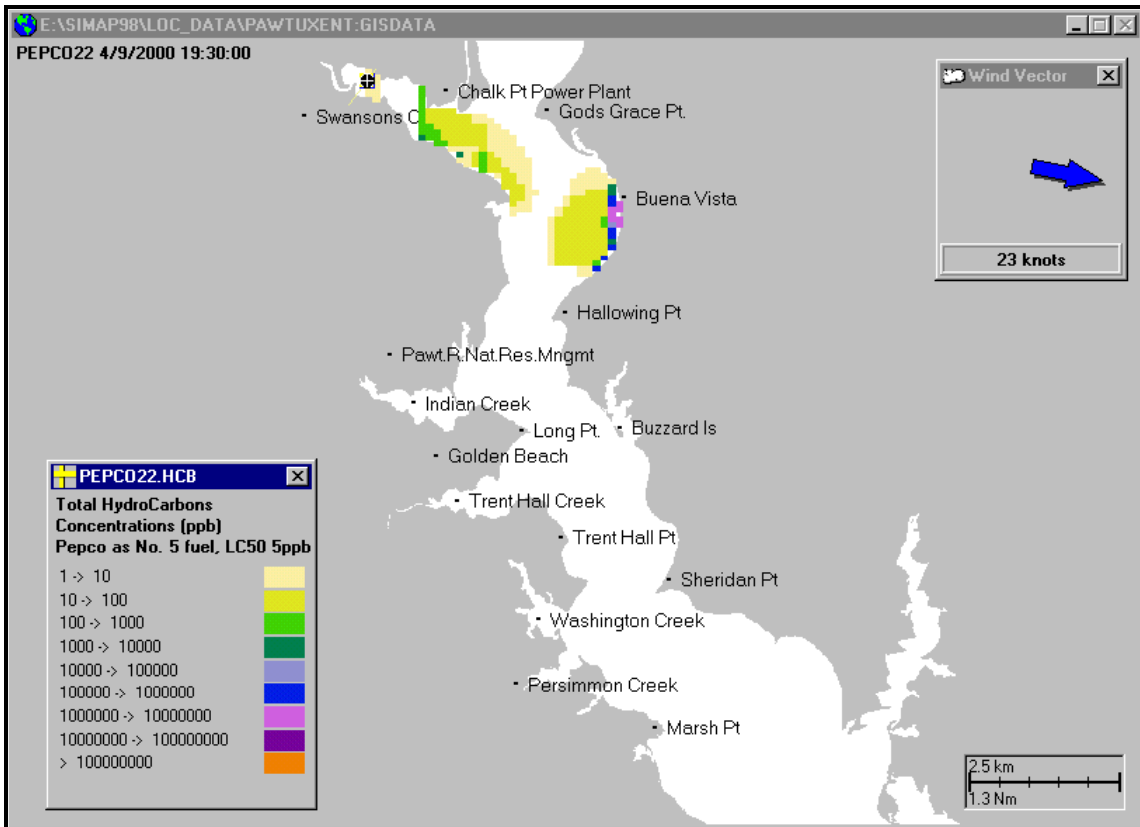 E:\SIMAP98\LOC_DATA\PAWTUXENT:GISDATA
PEPCO22 4/9/2000 19:30:00
Wind Vector
23 knots
Chalk Pt Power Plant
Gods Grace Pt.
Swansons C
Buena Vista
Hallowing Pt
Pawt.R.Nat.Res.Mngmt
Indian Creek
Long Pt.
Buzzard Is
Golden Beach
Trent Hall Creek
Trent Hall Pt
Sheridan Pt
Washington Creek
Persimmon Creek
Marsh Pt
PEPCO22.HCB
Total HydroCarbons
Concentrations (ppb)
Pepco as No. 5 fuel, LC50 5ppb
1 -> 10
10 -> 100
100 -> 1000
1000 -> 10000
10000 -> 100000
100000 -> 1000000
1000000 -> 10000000
10000000 -> 100000000
> 100000000
2.5 km
1.3 Nm